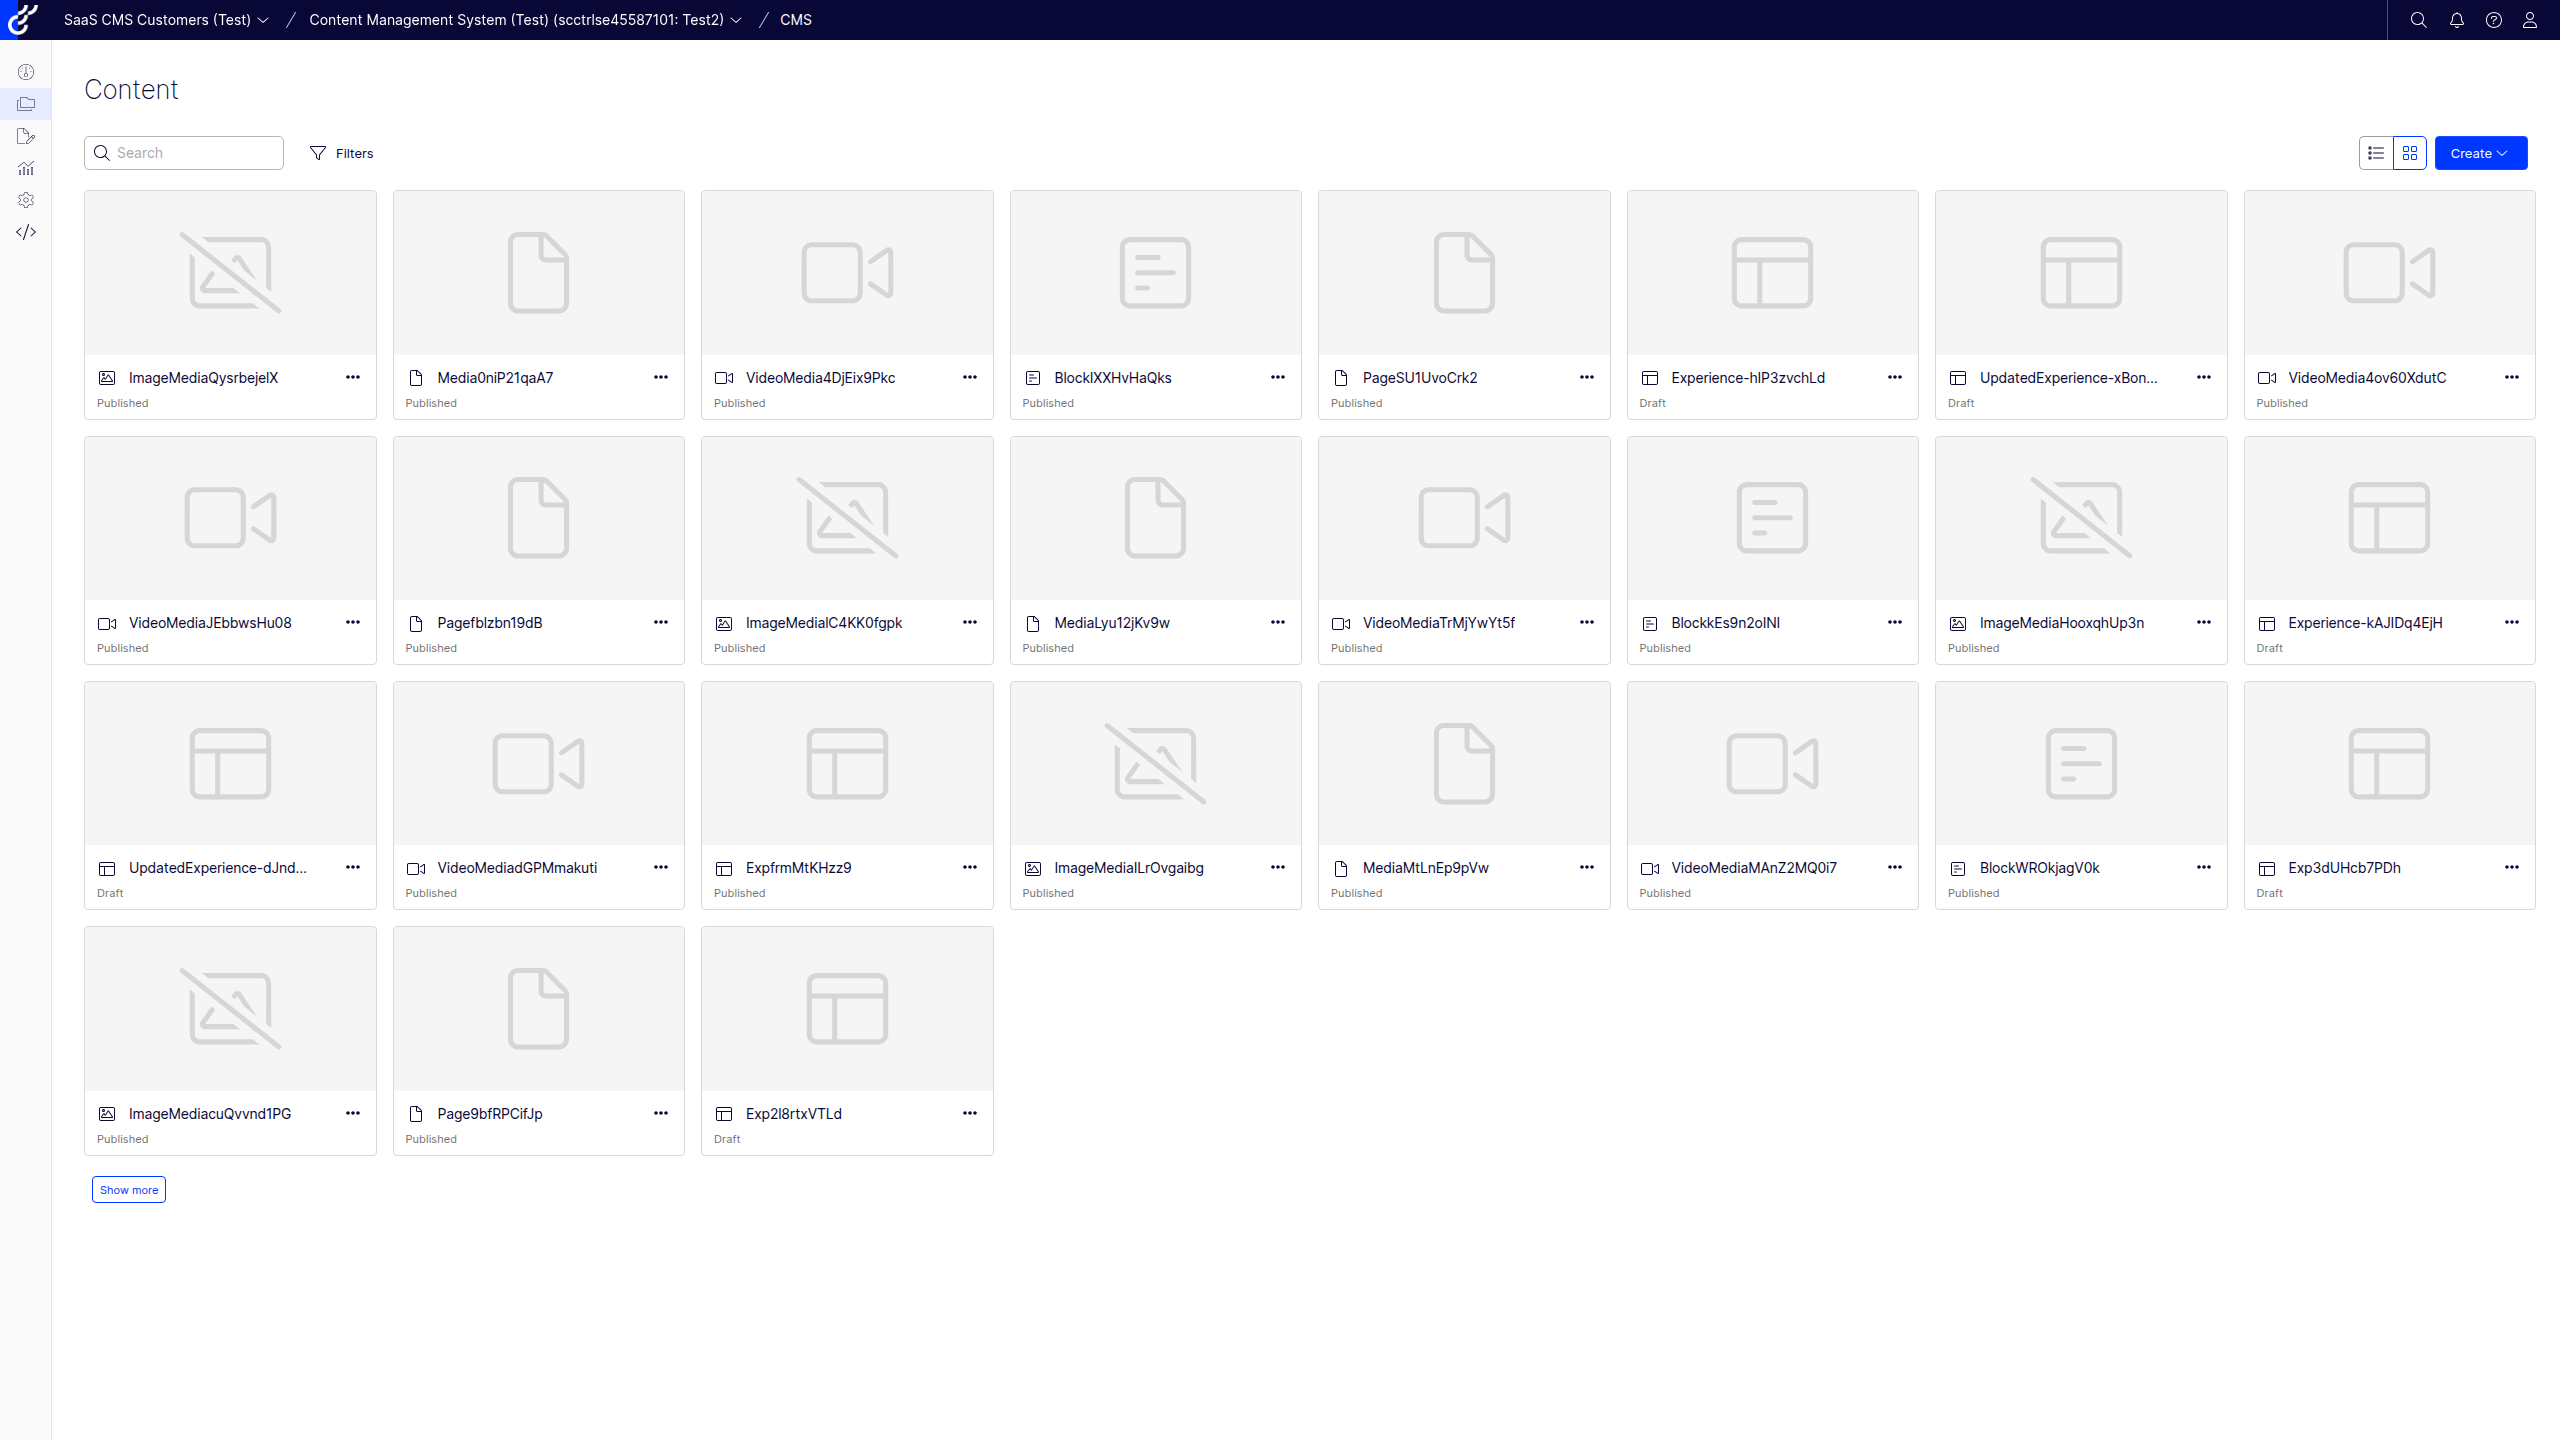 SaaS CMS Customers (Test) / Content Management System (Test) (scctrlse45587101: Test2) / CMS
Content
Search
Filters
Create
ImageMediaQysrbejeIX
Media0niP21qaA7
VideoMedia4DjEix9Pkc
BlockIXXHvHaQks
PageSU1UvoCrk2
Experience-hIP3zvchLd
UpdatedExperience-xBon...
VideoMedia4ov60XdutC
Published
Published
Published
Published
Published
Draft
Draft
Published
VideoMediaJEbbwsHu08
Pagefblzbn19dB
ImageMediaIC4KK0fgpk
MediaLyu12jKv9w
VideoMediaTrMjYwYt5f
BlockkEs9n2oINI
ImageMediaHooxqhUp3n
Experience-kAJIDq4EjH
Published
Published
Published
Published
Published
Published
Published
Draft
UpdatedExperience-dJnd...
VideoMediadGPMmakuti
ExpfrmMtKHzz9
ImageMediaILrOvgaibg
MediaMtLnEp9pVw
VideoMediaMAnZ2MQ0i7
BlockWROkjagV0k
Exp3dUHcb7PDh
Draft
Published
Published
Published
Published
Published
Published
Draft
ImageMediacuQvvnd1PG
Page9bfRPCifJp
Exp2I8rtxVTLd
Published
Published
Draft
Show more